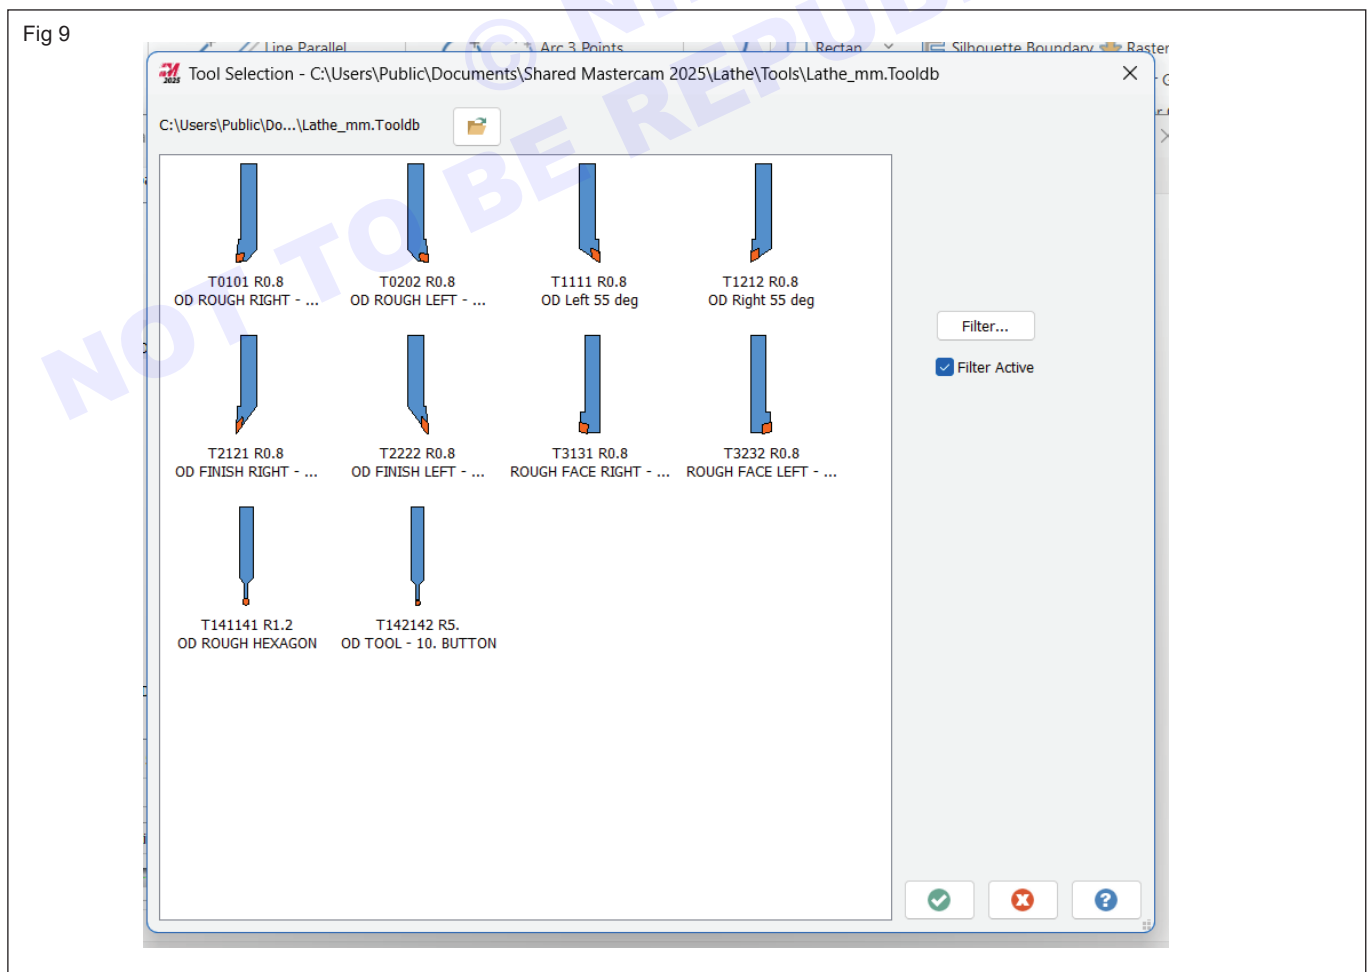 Fig 9
Line Parallel
Arc 3 Points
Rectan
Silhouette Boundary
Raster
2025
Tool Selection - C:\Users\Public\Documents\Shared Mastercam 2025\Lathe\Tools\Lathe_mm.Tooldb
C:\Users\Public\Do...\Lathe_mm.Tooldb
T0101 R0.8
OD ROUGH RIGHT - ...
T0202 R0.8
OD ROUGH LEFT - ...
T1111 R0.8
OD Left 55 deg
T1212 R0.8
OD Right 55 deg
Filter...
Filter Active
T2121 R0.8
OD FINISH RIGHT - ...
T2222 R0.8
OD FINISH LEFT - ...
T3131 R0.8
ROUGH FACE RIGHT - ...
T3232 R0.8
ROUGH FACE LEFT - ...
T141141 R1.2
OD ROUGH HEXAGON
T142142 R5.
OD TOOL - 10. BUTTON
©
NOT TO BE REPUB